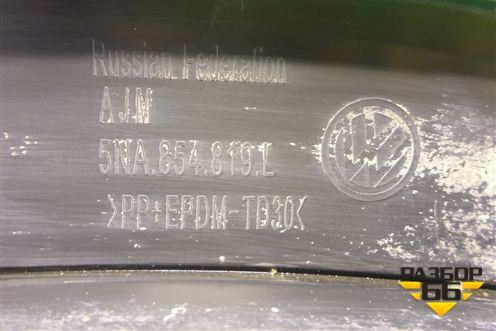 Russian Federation
AJM
5NA.854.819.L
>PP+EPDM-TD30<
РАЗБОР
66